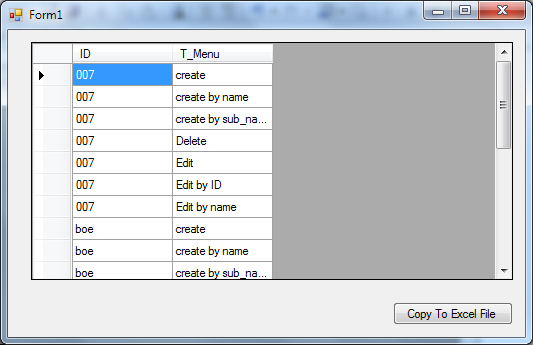 Form1
ID T_Menu
007 create
007 create by name
007 create by sub_na...
007 Delete
007 Edit
007 Edit by ID
007 Edit by name
boe create
boe create by name
boe create by sub_na...
Copy To Excel File